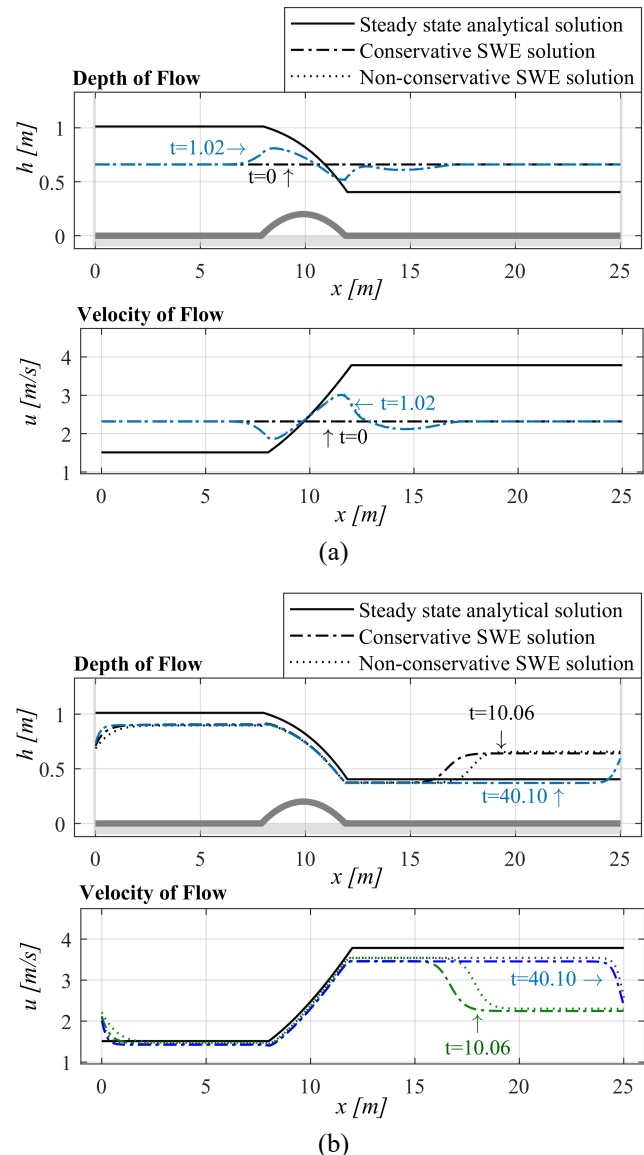 Steady state analytical solution
Conservative SWE solution
Non-conservative SWE solution
Depth of Flow
h [m]
1
0.5
0
t=1.02→
t=0 ↑
0 5 10 15 20 25
x [m]
Velocity of Flow
u [m/s]
4
3
2
1
← t=1.02
↑ t=0
0 5 10 15 20 25
x [m]
(a)
Steady state analytical solution
Conservative SWE solution
Non-conservative SWE solution
Depth of Flow
h [m]
1
0.5
0
t=10.06
↓
t=40.10 ↑
0 5 10 15 20 25
x [m]
Velocity of Flow
u [m/s]
4
3
2
1
t=40.10 →
↑
t=10.06
0 5 10 15 20 25
x [m]
(b)